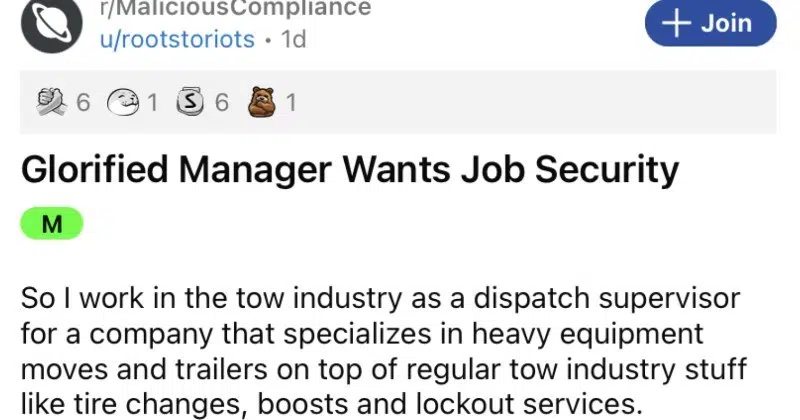 r/MaliciousCompliance
u/rootstoriots • 1d
+ Join
6 1 S 6 1
Glorified Manager Wants Job Security
M
So I work in the tow industry as a dispatch supervisor
for a company that specializes in heavy equipment
moves and trailers on top of regular tow industry stuff
like tire changes, boosts and lockout services.